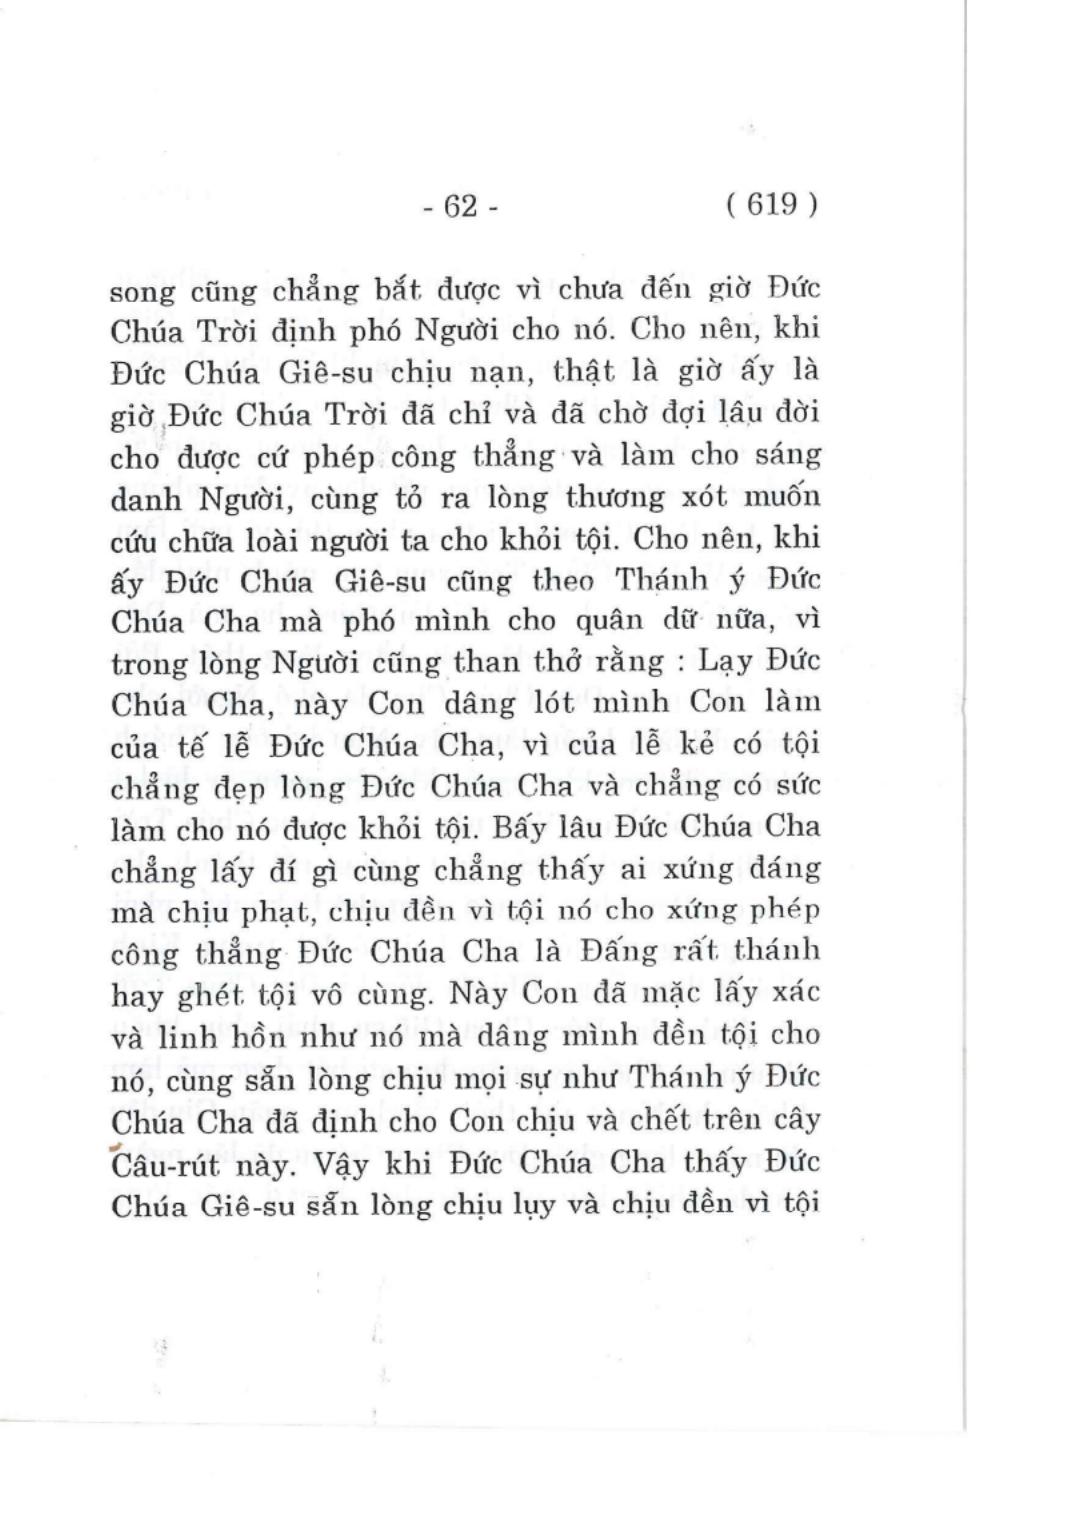 - 62 - ( 619 )
song cũng chẳng bắt được vì chưa đến giờ Đức
Chúa Trời định phó Người cho nó. Cho nên, khi
Đức Chúa Giê-su chịu nạn, thật là giờ ấy là
giờ Đức Chúa Trời đã chỉ và đã chờ đợi lâu đời
cho được cứ phép công thẳng và làm cho sáng
danh Người, cùng tỏ ra lòng thương xót muốn
cứu chữa loài người ta cho khỏi tội. Cho nên, khi
ấy Đức Chúa Giê-su cũng theo Thánh ý Đức
Chúa Cha mà phó mình cho quân dữ nữa, vì
trong lòng Người cũng than thở rằng : Lạy Đức
Chúa Cha, này Con dâng lót mình Con làm
của tế lễ Đức Chúa Cha, vì của lễ kẻ có tội
chẳng đẹp lòng Đức Chúa Cha và chẳng có sức
làm cho nó được khỏi tội. Bấy lâu Đức Chúa Cha
chẳng lấy đí gì cùng chẳng thấy ai xứng đáng
mà chịu phạt, chịu đền vì tội nó cho xứng phép
công thẳng Đức Chúa Cha là Đấng rất thánh
hay ghét tội vô cùng. Này Con đã mặc lấy xác
và linh hồn như nó mà dâng mình đền tội cho
nó, cùng sẵn lòng chịu mọi sự như Thánh ý Đức
Chúa Cha đã định cho Con chịu và chết trên cây
Câu-rút này. Vậy khi Đức Chúa Cha thấy Đức
Chúa Giê-su sẵn lòng chịu lụy và chịu đền vì tội